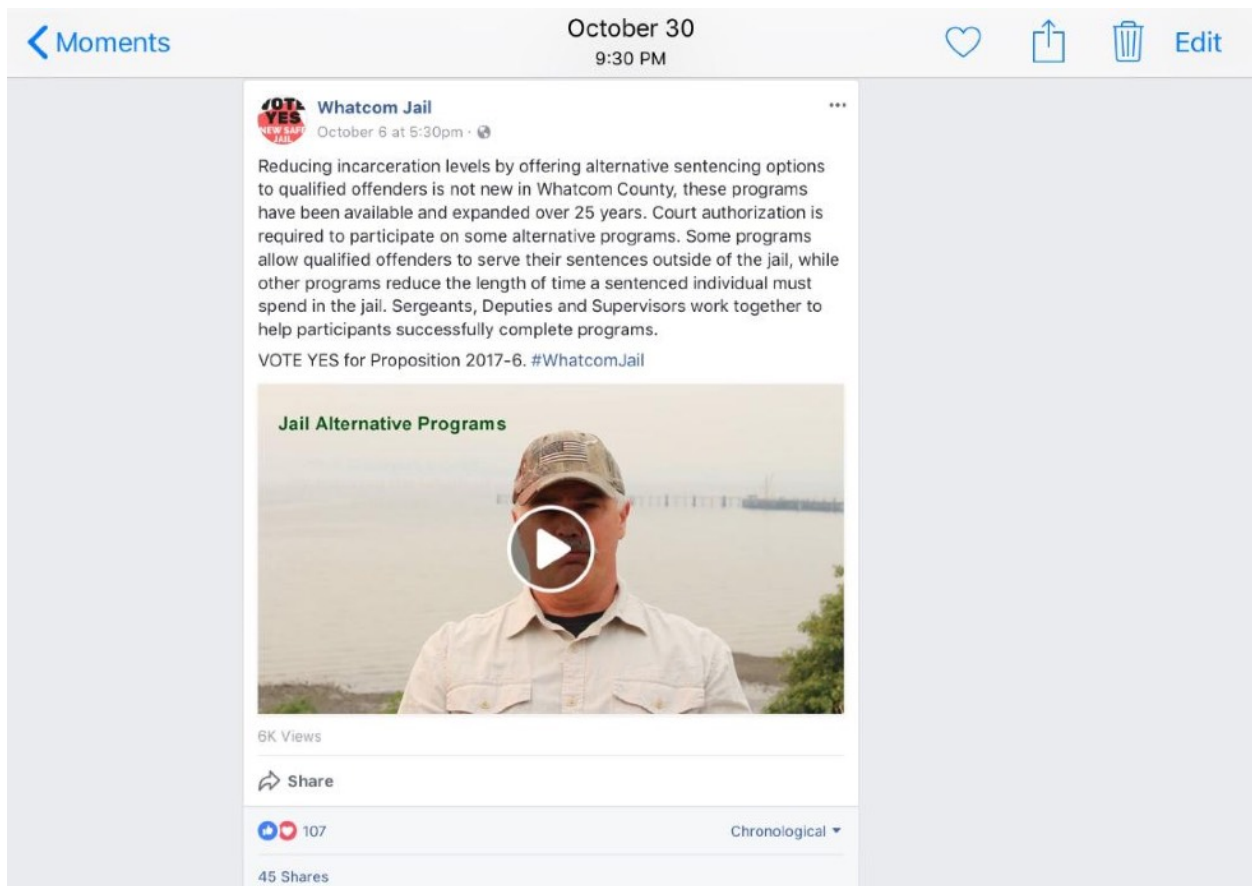 Moments
October 30
9:30 PM
Edit
VOTE
YES
NEW SAFE
JAIL
Whatcom Jail
October 6 at 5:30pm ·
Reducing incarceration levels by offering alternative sentencing options
to qualified offenders is not new in Whatcom County, these programs
have been available and expanded over 25 years. Court authorization is
required to participate on some alternative programs. Some programs
allow qualified offenders to serve their sentences outside of the jail, while
other programs reduce the length of time a sentenced individual must
spend in the jail. Sergeants, Deputies and Supervisors work together to
help participants successfully complete programs.
VOTE YES for Proposition 2017-6. #WhatcomJail
Jail Alternative Programs
6K Views
Share
107
Chronological
45 Shares